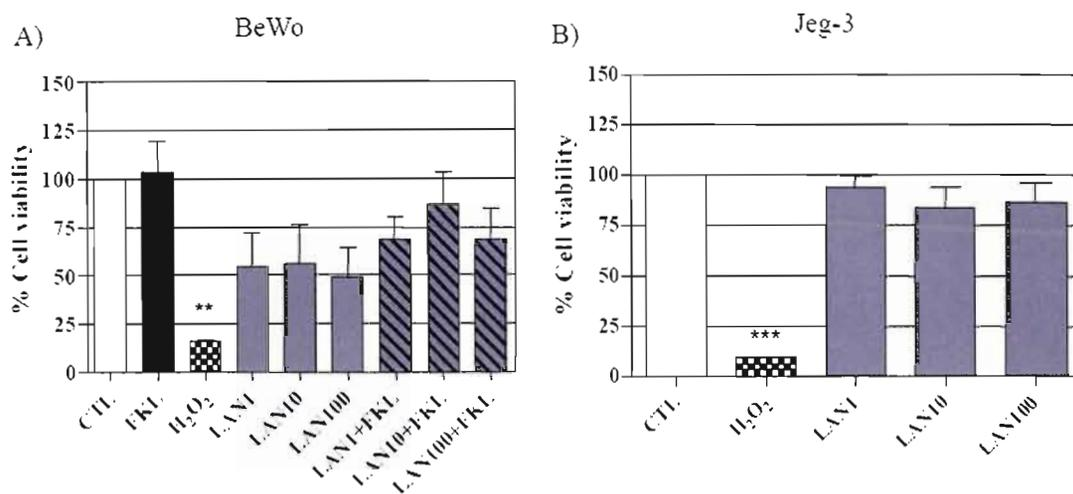 A)
BeWo
% Cell viability
150
125
100
75
50
25
0
**
CTL
FKL
H₂O₂
LAN1
LAN10
LAN100
LAN1+FKL
LAN10+FKL
LAN100+FKL
B)
Jeg-3
% Cell viability
150
125
100
75
50
25
0
***
CTL
H₂O₂
LAN1
LAN10
LAN100